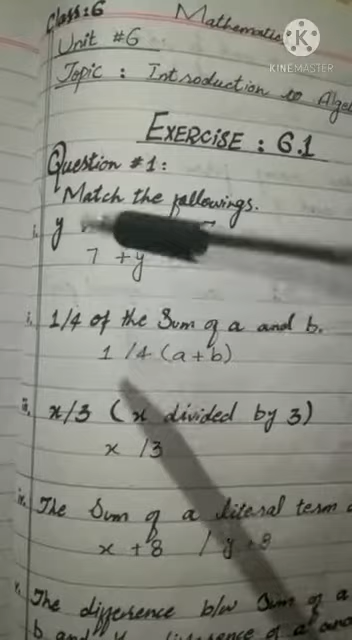 Class:6 Mathematics
KINEMASTER
Unit #6
Topic : Introduction to
EXERCISE : 6.1
Question #1:
Match the followings.
i. y
7 + y
1/4 of the Sum of a and b.
1/4 (a+b)
iii. x/3 (x divided by 3)
x /3
iv. The Sum of a literal term
x +8 / y +8
v. The difference b/w Sum of a
b and